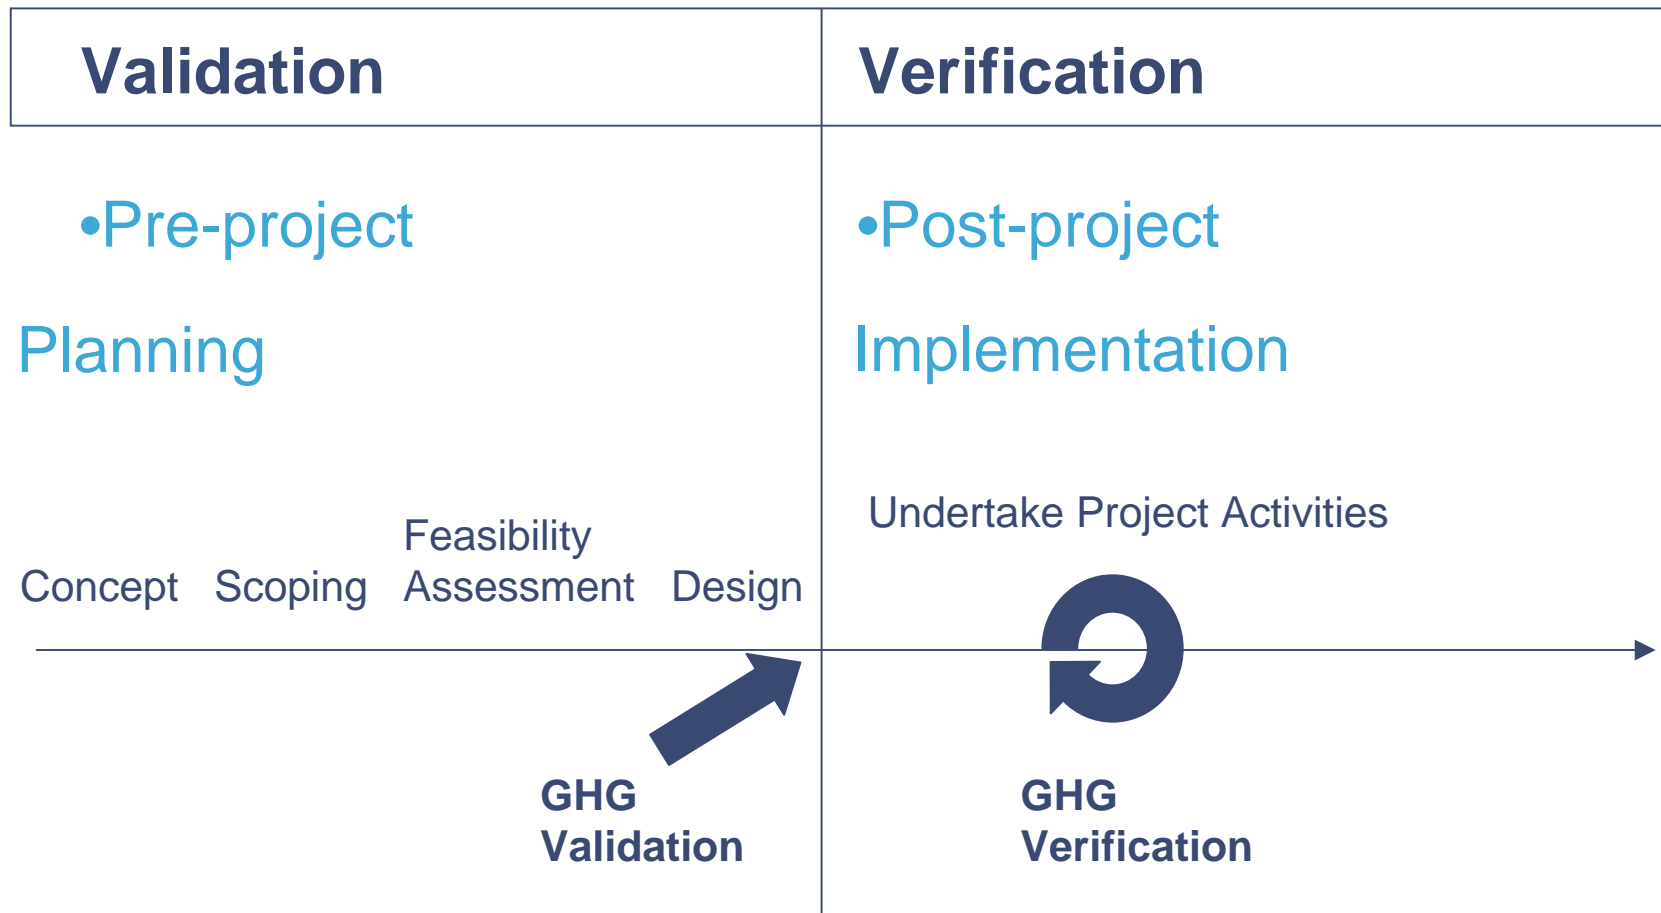 Validation
Verification
•Pre-project
•Post-project
Planning
Implementation
Undertake Project Activities
Feasibility
Concept Scoping Assessment Design
GHG
Validation
GHG
Verification